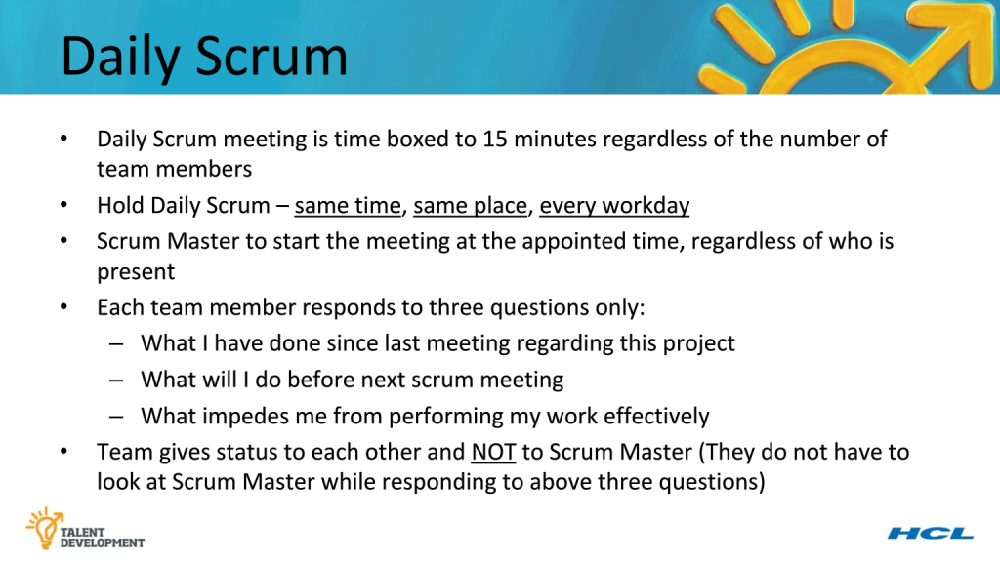 Daily Scrum
• Daily Scrum meeting is time boxed to 15 minutes regardless of the number of
team members
• Hold Daily Scrum – same time, same place, every workday
• Scrum Master to start the meeting at the appointed time, regardless of who is
present
• Each team member responds to three questions only:
– What I have done since last meeting regarding this project
– What will I do before next scrum meeting
– What impedes me from performing my work effectively
• Team gives status to each other and NOT to Scrum Master (They do not have to
look at Scrum Master while responding to above three questions)
TALENT
DEVELOPMENT
HCL